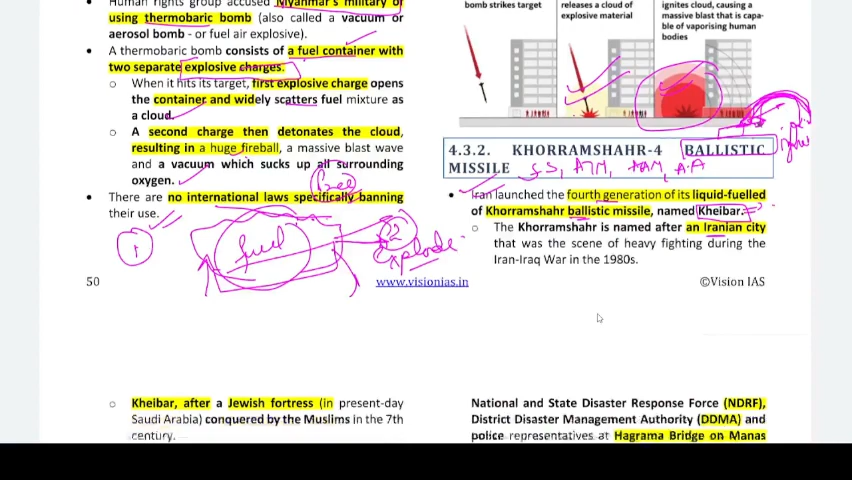 Human rights group accused Myanmar's military of
using thermobaric bomb (also called a vacuum or
aerosol bomb - or fuel air explosive).
A thermobaric bomb consists of a fuel container with
two separate explosive charges.
When it hits its target, first explosive charge opens
the container and widely scatters fuel mixture as
a cloud.
A second charge then detonates the cloud,
resulting in a huge fireball, a massive blast wave
and a vacuum which sucks up all surrounding
oxygen.
There are no international laws specifically banning
their use.
1
fuel
2
Explode
bomb strikes target
releases a cloud of
explosive material
ignites cloud, causing a
massive blast that is capa-
ble of vaporising human
bodies
4.3.2. KHORRAMSHAHR-4 BALLISTIC
MISSILE
Iran launched the fourth generation of its liquid-fuelled
of Khorramshahr ballistic missile, named Kheibar.
The Khorramshahr is named after an Iranian city
that was the scene of heavy fighting during the
Iran-Iraq War in the 1980s.
50
www.visionias.in
©Vision IAS
Kheibar, after a Jewish fortress (in present-day
Saudi Arabia) conquered by the Muslims in the 7th
century.
National and State Disaster Response Force (NDRF),
District Disaster Management Authority (DDMA) and
police representatives at Hagrama Bridge on Manas